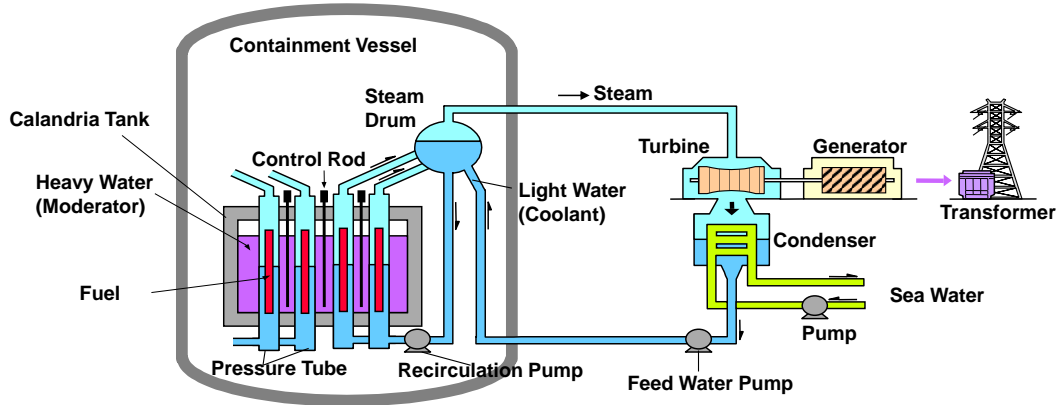 Containment Vessel
Steam
Drum
Steam
Calandria Tank
Control Rod
Turbine
Generator
Heavy Water
(Moderator)
Light Water
(Coolant)
Transformer
Condenser
Fuel
Sea Water
Pump
Pressure Tube
Recirculation Pump
Feed Water Pump